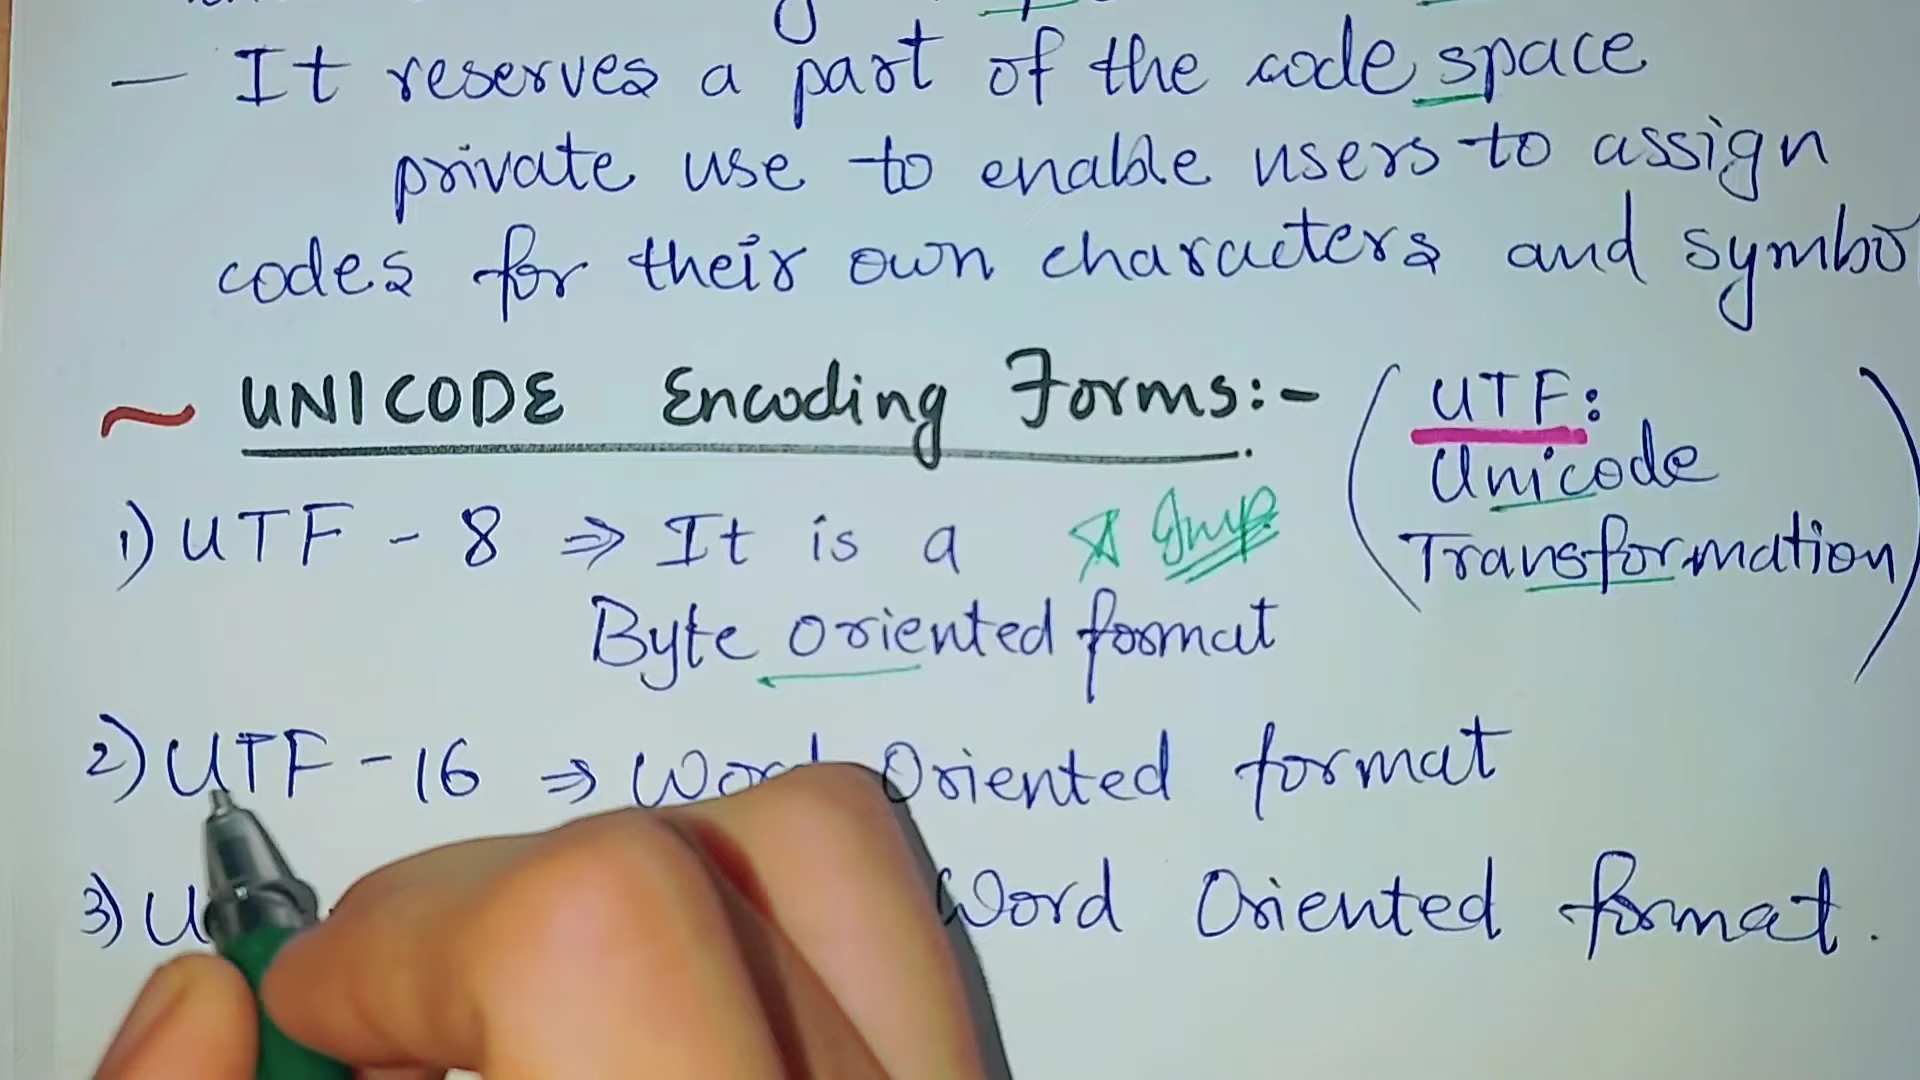 — It reserves a part of the code space
private use to enable users to assign
codes for their own characters and symbo
~ UNICODE Encoding Forms:-
(UTF:
Unicode
Transformation)
1) UTF - 8 ⇒ It is a ☆ Imp
Byte oriented format
2) UTF - 16 ⇒ Word Oriented format
3) U Word Oriented format.